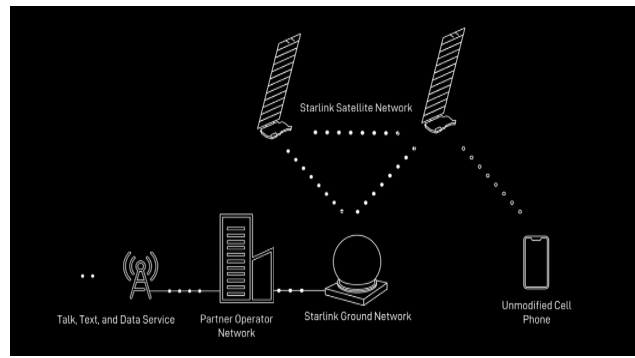 Starlink Satellite Network
Talk, Text, and Data Service
Partner Operator
Network
Starlink Ground Network
Unmodified Cell
Phone